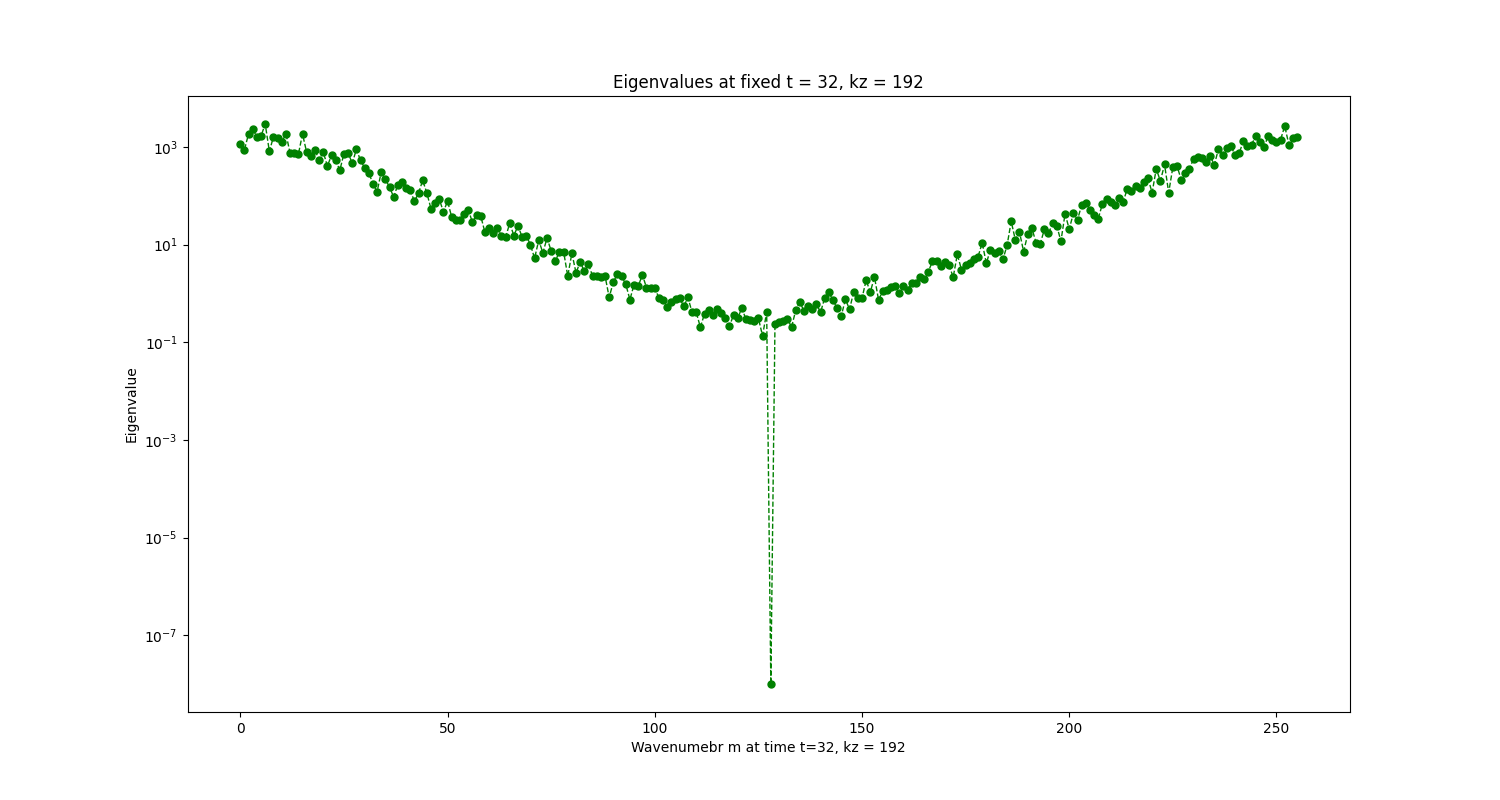 Eigenvalues at fixed t = 32, kz = 192
10³
10¹
10⁻¹
10⁻³
10⁻⁵
10⁻⁷
Eigenvalue
0 50 100 150 200 250
Wavenumebr m at time t=32, kz = 192